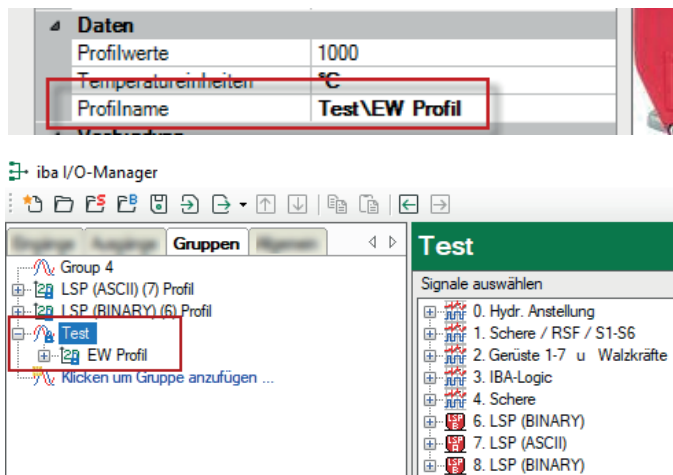 Daten
Profilwerte 1000
Temperatureinheiten °C
Profilname Test\EW Profil
iba I/O-Manager
Gruppen
Test
Group 4
Signale auswählen
LSP (ASCII) (7) Profil
0. Hydr. Anstellung
LSP (BINARY) (6) Profil
1. Schere / RSF / S1-S6
Test
2. Gerüste 1-7 u Walzkräfte
EW Profil
3. IBA-Logic
Klicken um Gruppe anzufügen ...
4. Schere
6. LSP (BINARY)
7. LSP (ASCII)
8. LSP (BINARY)